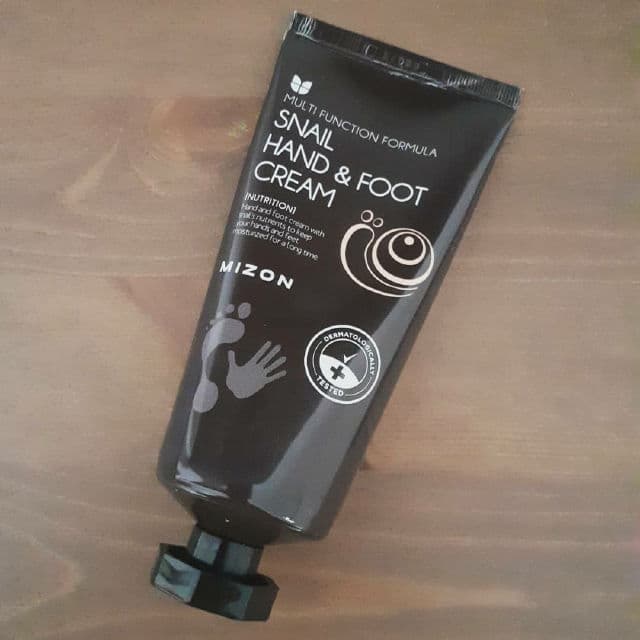 MULTI FUNCTION FORMULA
SNAIL
HAND & FOOT
CREAM
[NUTRITION]
Hand and foot cream with
snail's nutrients to keep
your hands and feet
moisturized for a long time.
MIZON
DERMATOLOGICALLY
TESTED